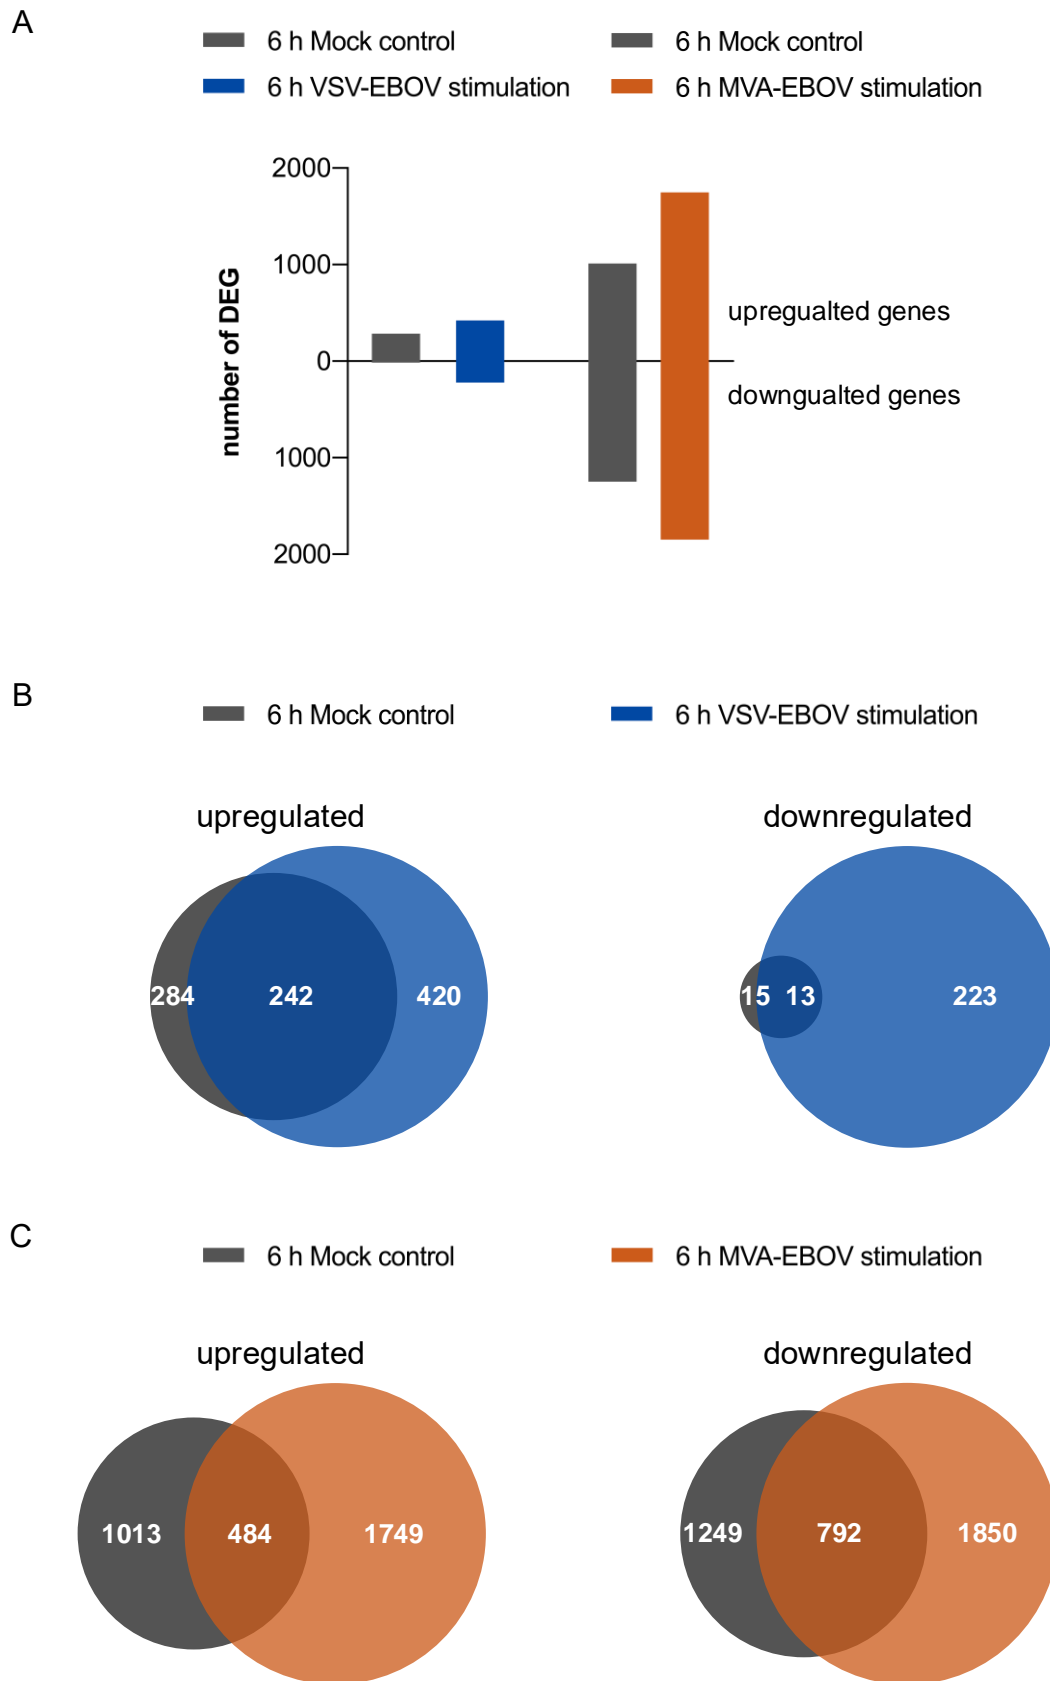 A
6 h Mock control
6 h Mock control
6 h VSV-EBOV stimulation
6 h MVA-EBOV stimulation
number of DEG
2000
1000
0
1000
2000
upregualted genes
downgualted genes
B
6 h Mock control
6 h VSV-EBOV stimulation
upregulated
downregulated
284
242
420
15
13
223
C
6 h Mock control
6 h MVA-EBOV stimulation
upregulated
downregulated
1013
484
1749
1249
792
1850